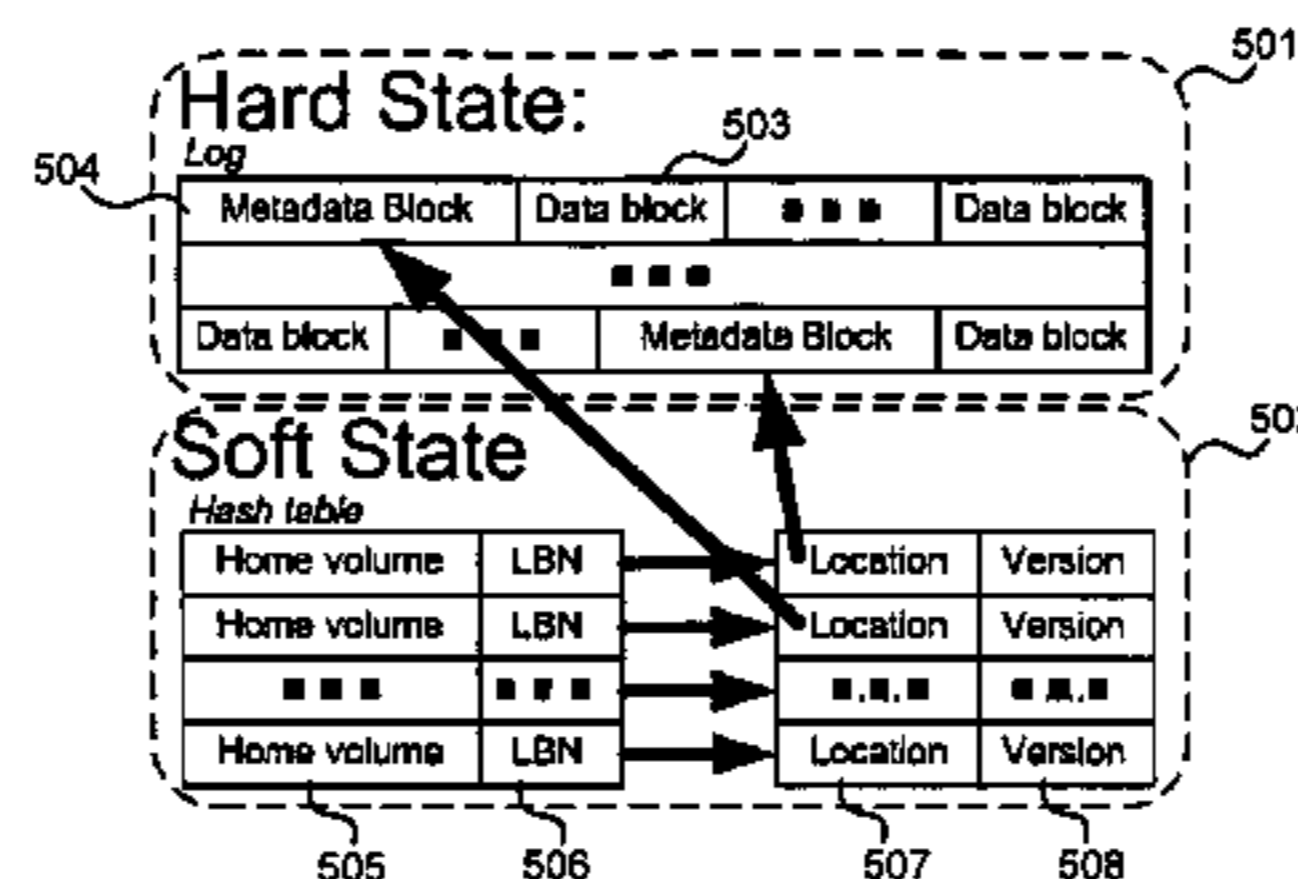 501
Hard State:
503
Log
504
Metadata Block Data block ■ ■ ■ Data block
■ ■ ■
Data block ■ ■ ■ Metadata Block Data block
502
Soft State
Hash table
Home volume LBN Location Version
Home volume LBN Location Version
■ ■ ■ ■ ■ ■ ■ ■ ■ ■ ■ ■
Home volume LBN Location Version
505 506 507 508